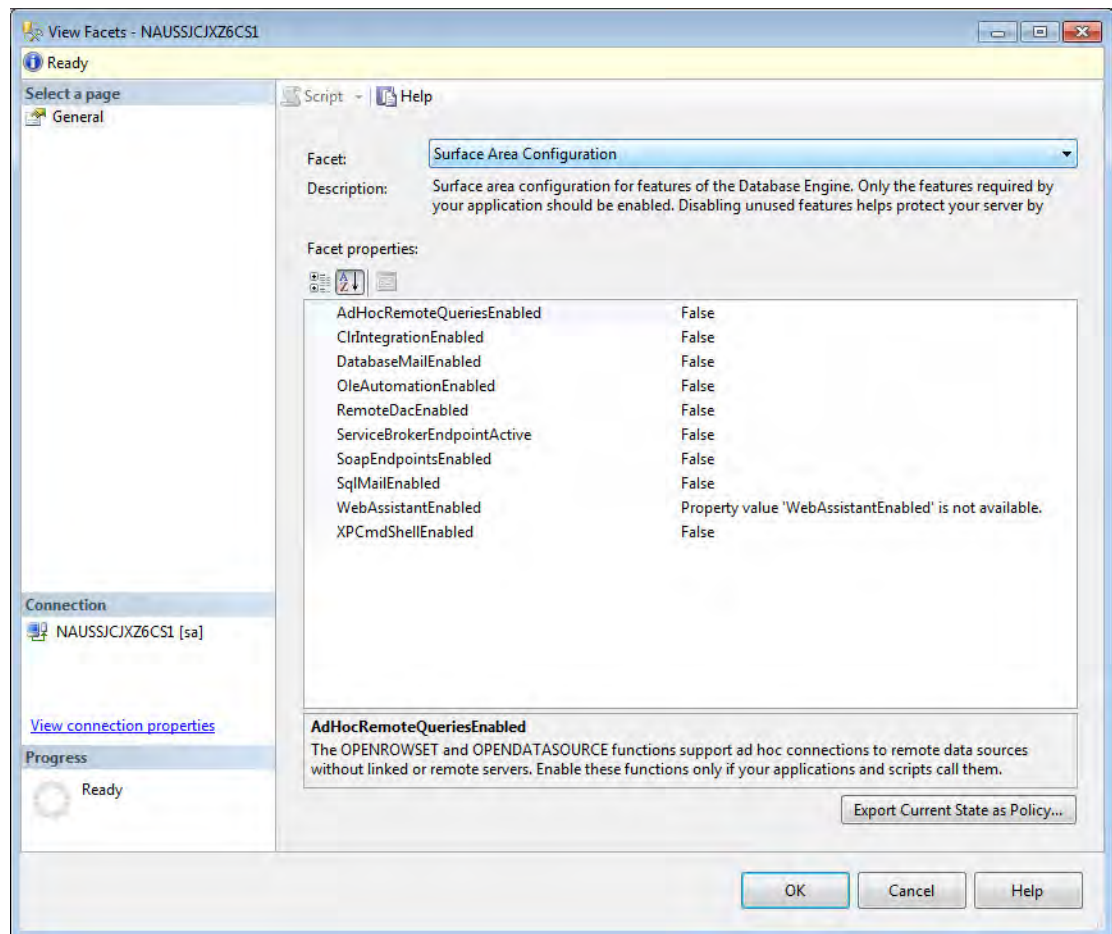 View Facets - NAUSSJCJXZ6CS1
Ready
Select a page
General
Script
Help
Facet:
Surface Area Configuration
Description:
Surface area configuration for features of the Database Engine. Only the features required by
your application should be enabled. Disabling unused features helps protect your server by
Facet properties:
AdHocRemoteQueriesEnabled False
ClrIntegrationEnabled False
DatabaseMailEnabled False
OleAutomationEnabled False
RemoteDacEnabled False
ServiceBrokerEndpointActive False
SoapEndpointsEnabled False
SqlMailEnabled False
WebAssistantEnabled Property value 'WebAssistantEnabled' is not available.
XPCmdShellEnabled False
Connection
NAUSSJCJXZ6CS1 [sa]
View connection properties
Progress
Ready
AdHocRemoteQueriesEnabled
The OPENROWSET and OPENDATASOURCE functions support ad hoc connections to remote data sources
without linked or remote servers. Enable these functions only if your applications and scripts call them.
Export Current State as Policy...
OK
Cancel
Help